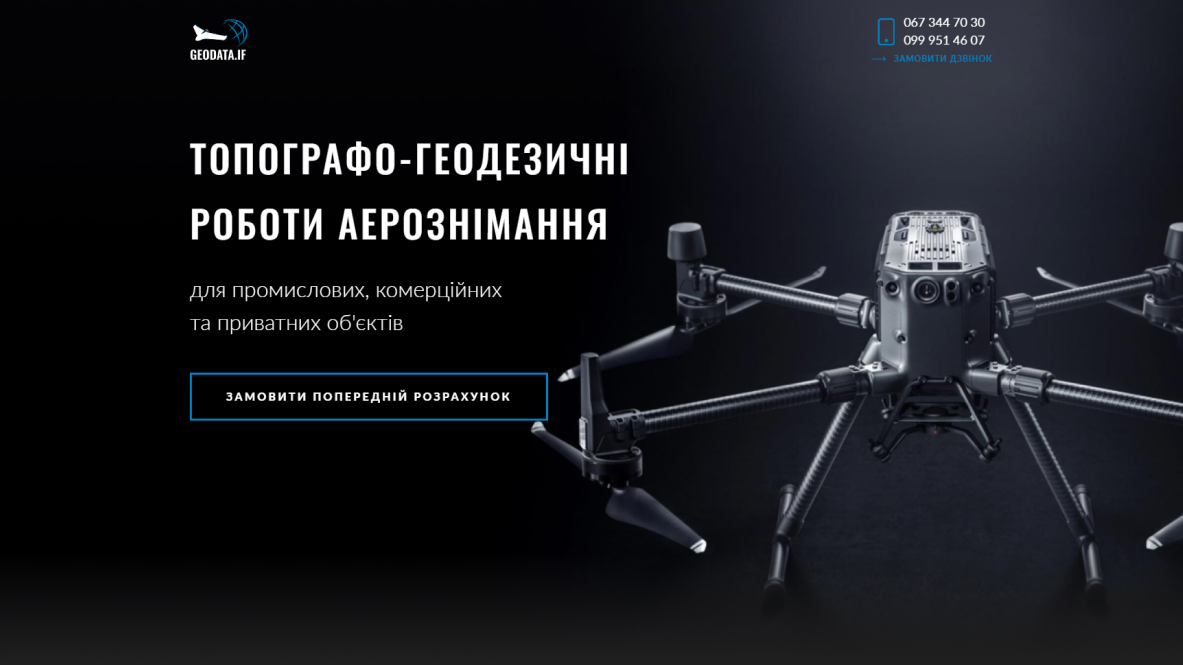 GEODATA.IF
067 344 70 30
099 951 46 07
ЗАМОВИТИ ДЗВІНОК
ТОПОГРАФО-ГЕОДЕЗИЧНІ
РОБОТИ АЕРОЗНІМАННЯ
для промислових, комерційних
та приватних об'єктів
ЗАМОВИТИ ПОПЕРЕДНІЙ РОЗРАХУНОК